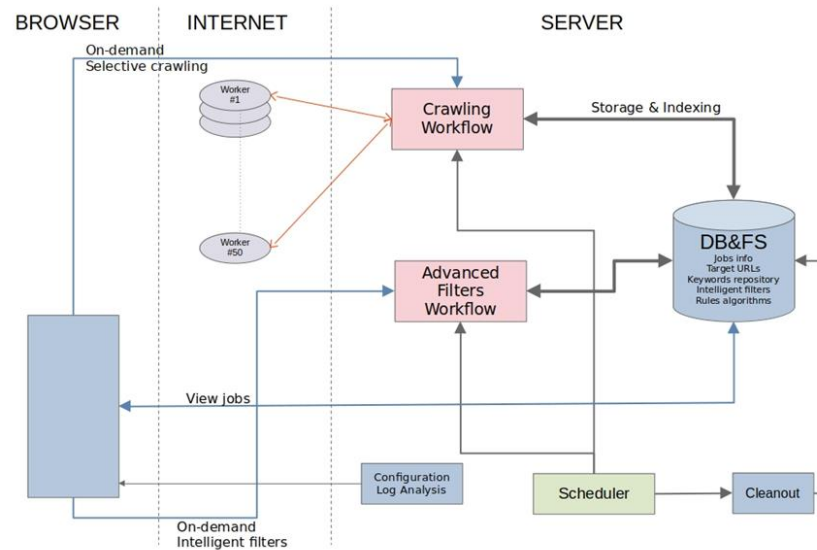 BROWSER
INTERNET
SERVER
On-demand
Selective crawling
Worker
#1
Crawling
Workflow
Storage & Indexing
Worker
#50
DB&FS
Jobs info
Target URLs
Keywords repository
Intelligent filters
Rules algorithms
Advanced
Filters
Workflow
View jobs
Configuration
Log Analysis
Scheduler
Cleanout
On-demand
Intelligent filters